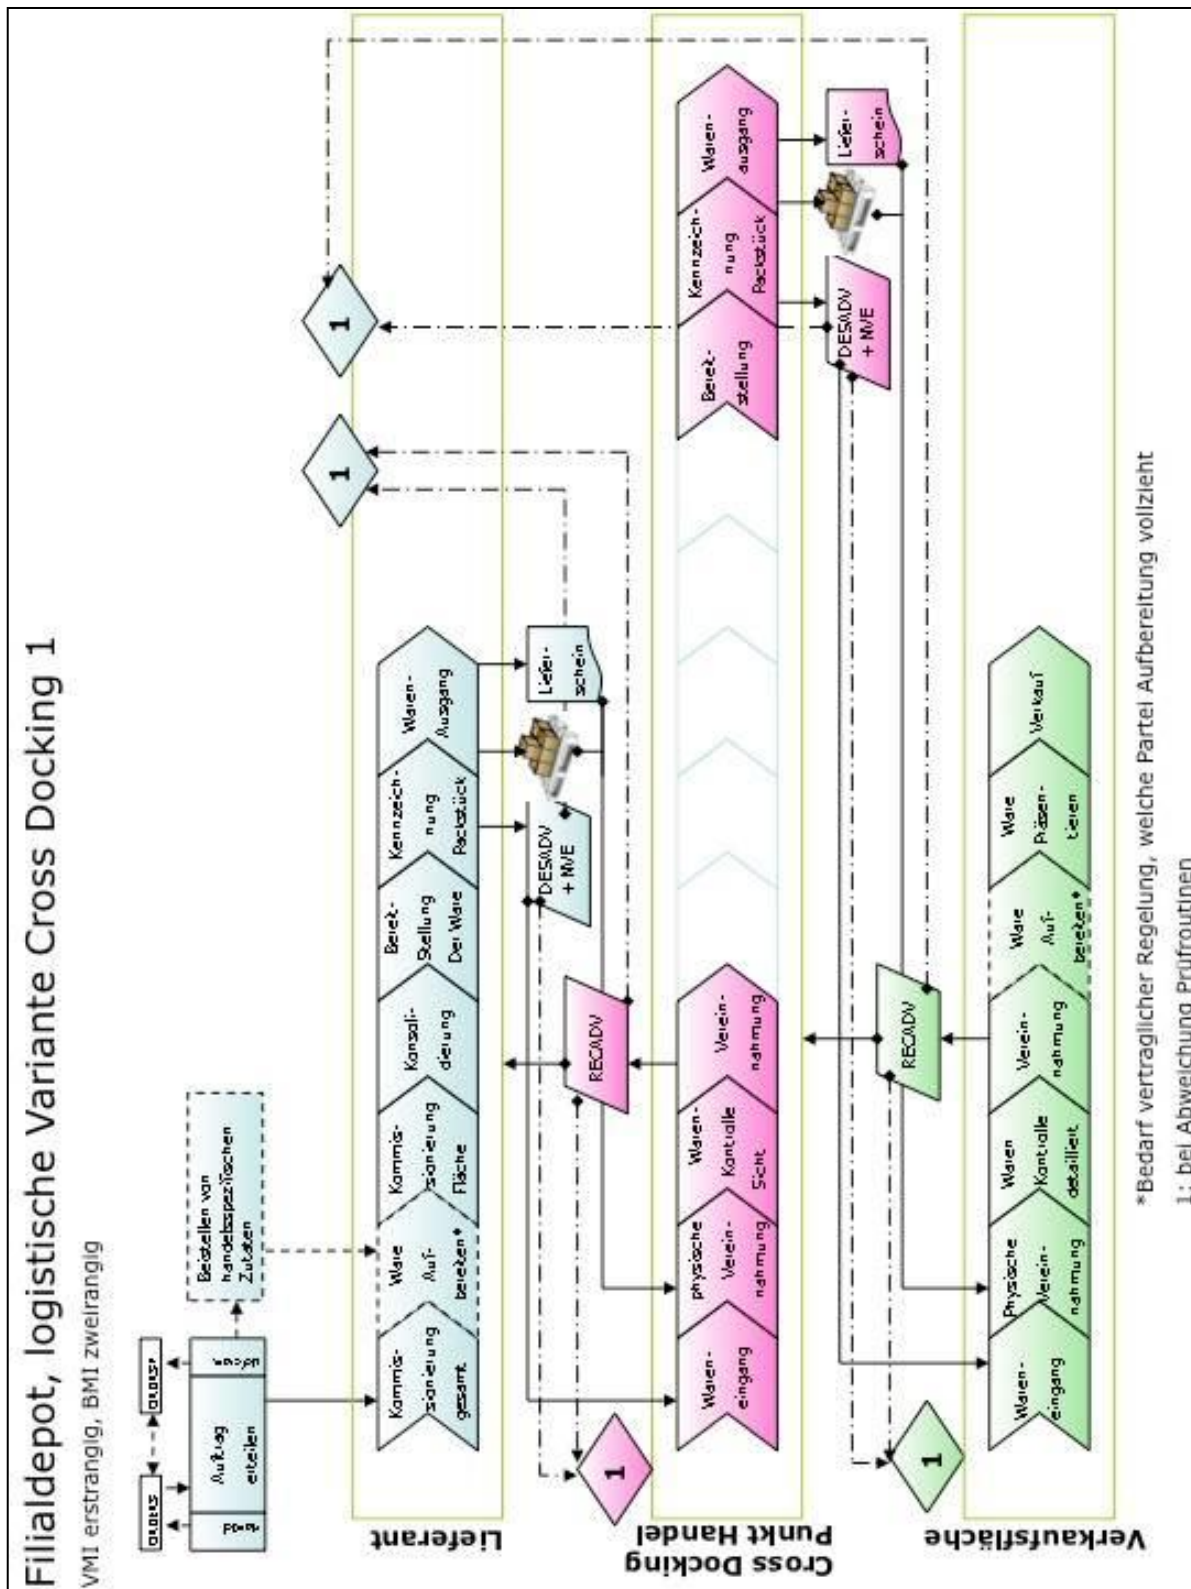 Filialdepot, logistische Variante Cross Docking 1
VMI erstrangig, BMI zweirangig
ORDERS
ORDRSP
Handel
Auftrag
erteilen
Beistellen von
handelsspezifischen
Zutaten
Lieferant
Kommis-
sionierung
gesamt
Ware
Auf-
bereiten*
Kommis-
sionierung
Fläche
Konsoli-
dierung
Bereit-
Stellung
Der Ware
Kennzeich-
nung
Packstück
Waren-
Ausgang
1
1
DESADV
+ NVE
Liefer-
schein
RECADV
1
Cross Docking
Punkt Handel
Waren-
eingang
physische
Verein-
nahmung
Waren-
Kontrolle
Sicht
Verein-
nahmung
Bereit-
stellung
Kennzeich-
nung
Packstück
Waren-
ausgang
DESADV
+ NVE
Liefer-
schein
RECADV
1
Verkaufsfläche
Waren-
eingang
Physische
Verein-
nahmung
Waren
Kontrolle
detailliert
Verein-
nahmung
Ware
Auf-
bereiten*
Ware
Präsen-
tieren
Verkauf
*Bedarf vertraglicher Regelung, welche Partei Aufbereitung vollzieht
1: bei Abweichung Prüfroutinen